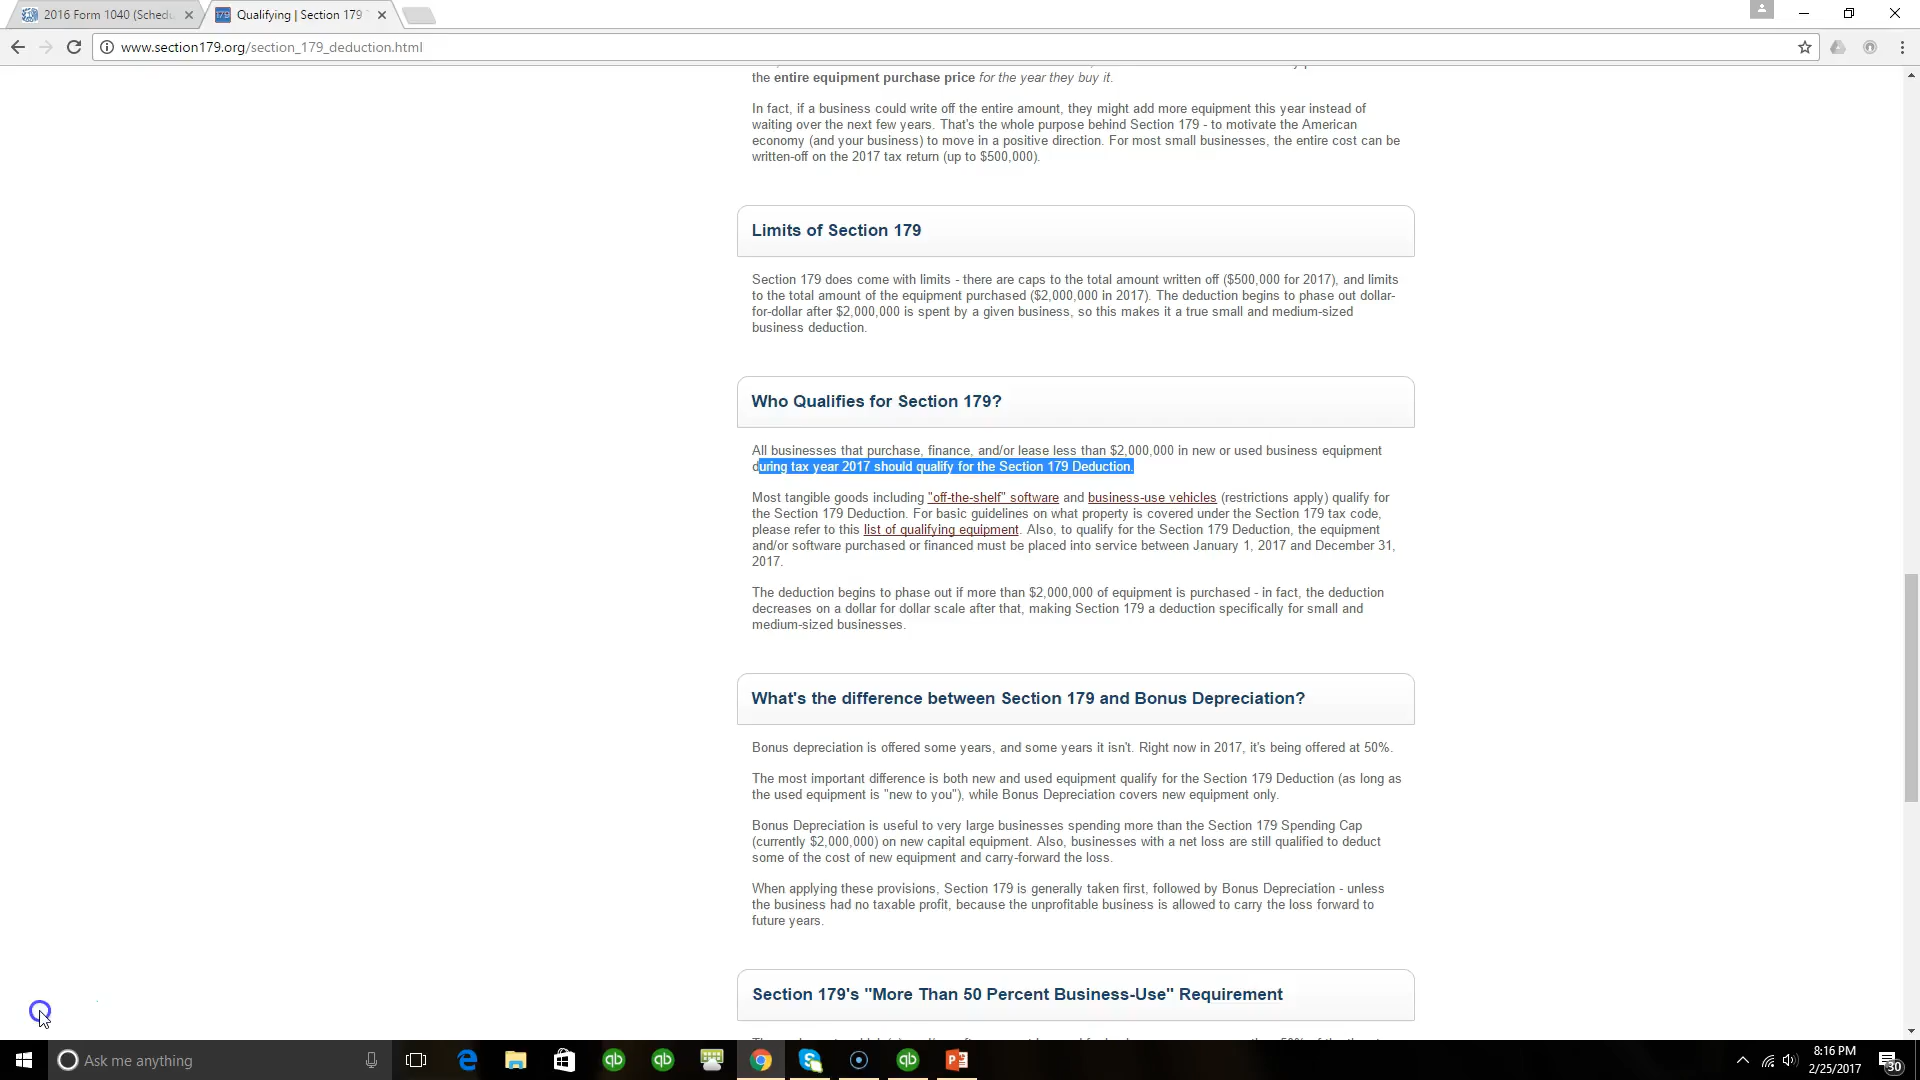 2016 Form 1040 (Schedu
Qualifying | Section 179
www.section179.org/section_179_deduction.html
the entire equipment purchase price for the year they buy it.
In fact, if a business could write off the entire amount, they might add more equipment this year instead of
waiting over the next few years. That's the whole purpose behind Section 179 - to motivate the American
economy (and your business) to move in a positive direction. For most small businesses, the entire cost can be
written-off on the 2017 tax return (up to $500,000).
Limits of Section 179
Section 179 does come with limits - there are caps to the total amount written off ($500,000 for 2017), and limits
to the total amount of the equipment purchased ($2,000,000 in 2017). The deduction begins to phase out dollar-
for-dollar after $2,000,000 is spent by a given business, so this makes it a true small and medium-sized
business deduction.
Who Qualifies for Section 179?
All businesses that purchase, finance, and/or lease less than $2,000,000 in new or used business equipment
during tax year 2017 should qualify for the Section 179 Deduction.
Most tangible goods including "off-the-shelf" software and business-use vehicles (restrictions apply) qualify for
the Section 179 Deduction. For basic guidelines on what property is covered under the Section 179 tax code,
please refer to this list of qualifying equipment. Also, to qualify for the Section 179 Deduction, the equipment
and/or software purchased or financed must be placed into service between January 1, 2017 and December 31,
2017.
The deduction begins to phase out if more than $2,000,000 of equipment is purchased - in fact, the deduction
decreases on a dollar for dollar scale after that, making Section 179 a deduction specifically for small and
medium-sized businesses.
What's the difference between Section 179 and Bonus Depreciation?
Bonus depreciation is offered some years, and some years it isn't. Right now in 2017, it's being offered at 50%.
The most important difference is both new and used equipment qualify for the Section 179 Deduction (as long as
the used equipment is "new to you"), while Bonus Depreciation covers new equipment only.
Bonus Depreciation is useful to very large businesses spending more than the Section 179 Spending Cap
(currently $2,000,000) on new capital equipment. Also, businesses with a net loss are still qualified to deduct
some of the cost of new equipment and carry-forward the loss.
When applying these provisions, Section 179 is generally taken first, followed by Bonus Depreciation - unless
the business had no taxable profit, because the unprofitable business is allowed to carry the loss forward to
future years.
Section 179's "More Than 50 Percent Business-Use" Requirement
Ask me anything
8:16 PM
2/25/2017
30